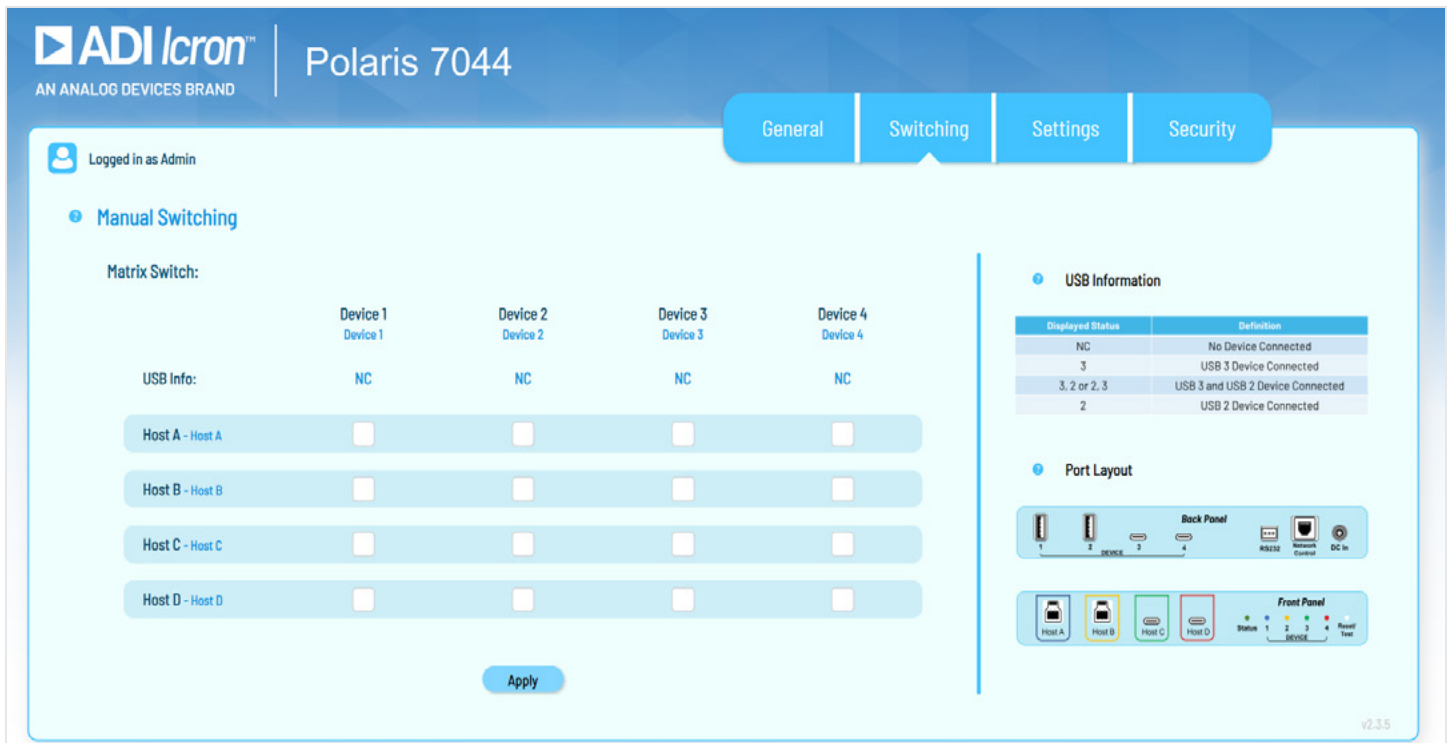 ADI Icron™
AN ANALOG DEVICES BRAND
Polaris 7044
General Switching Settings Security
Logged in as Admin
Manual Switching
Matrix Switch:
Device 1 Device 2 Device 3 Device 4
Device 1 Device 2 Device 3 Device 4
USB Info: NC NC NC NC
Host A - Host A
Host B - Host B
Host C - Host C
Host D - Host D
Apply
? USB Information
Displayed Status Definition
NC No Device Connected
3 USB 3 Device Connected
3, 2 or 2, 3 USB 3 and USB 2 Device Connected
2 USB 2 Device Connected
? Port Layout
Back Panel
1 2 3 4 RS232 Network Control DC In
DEVICE
Front Panel
Host A Host B Host C Host D Status 1 2 3 4 Reset/ Test
DEVICE
v2.3.5